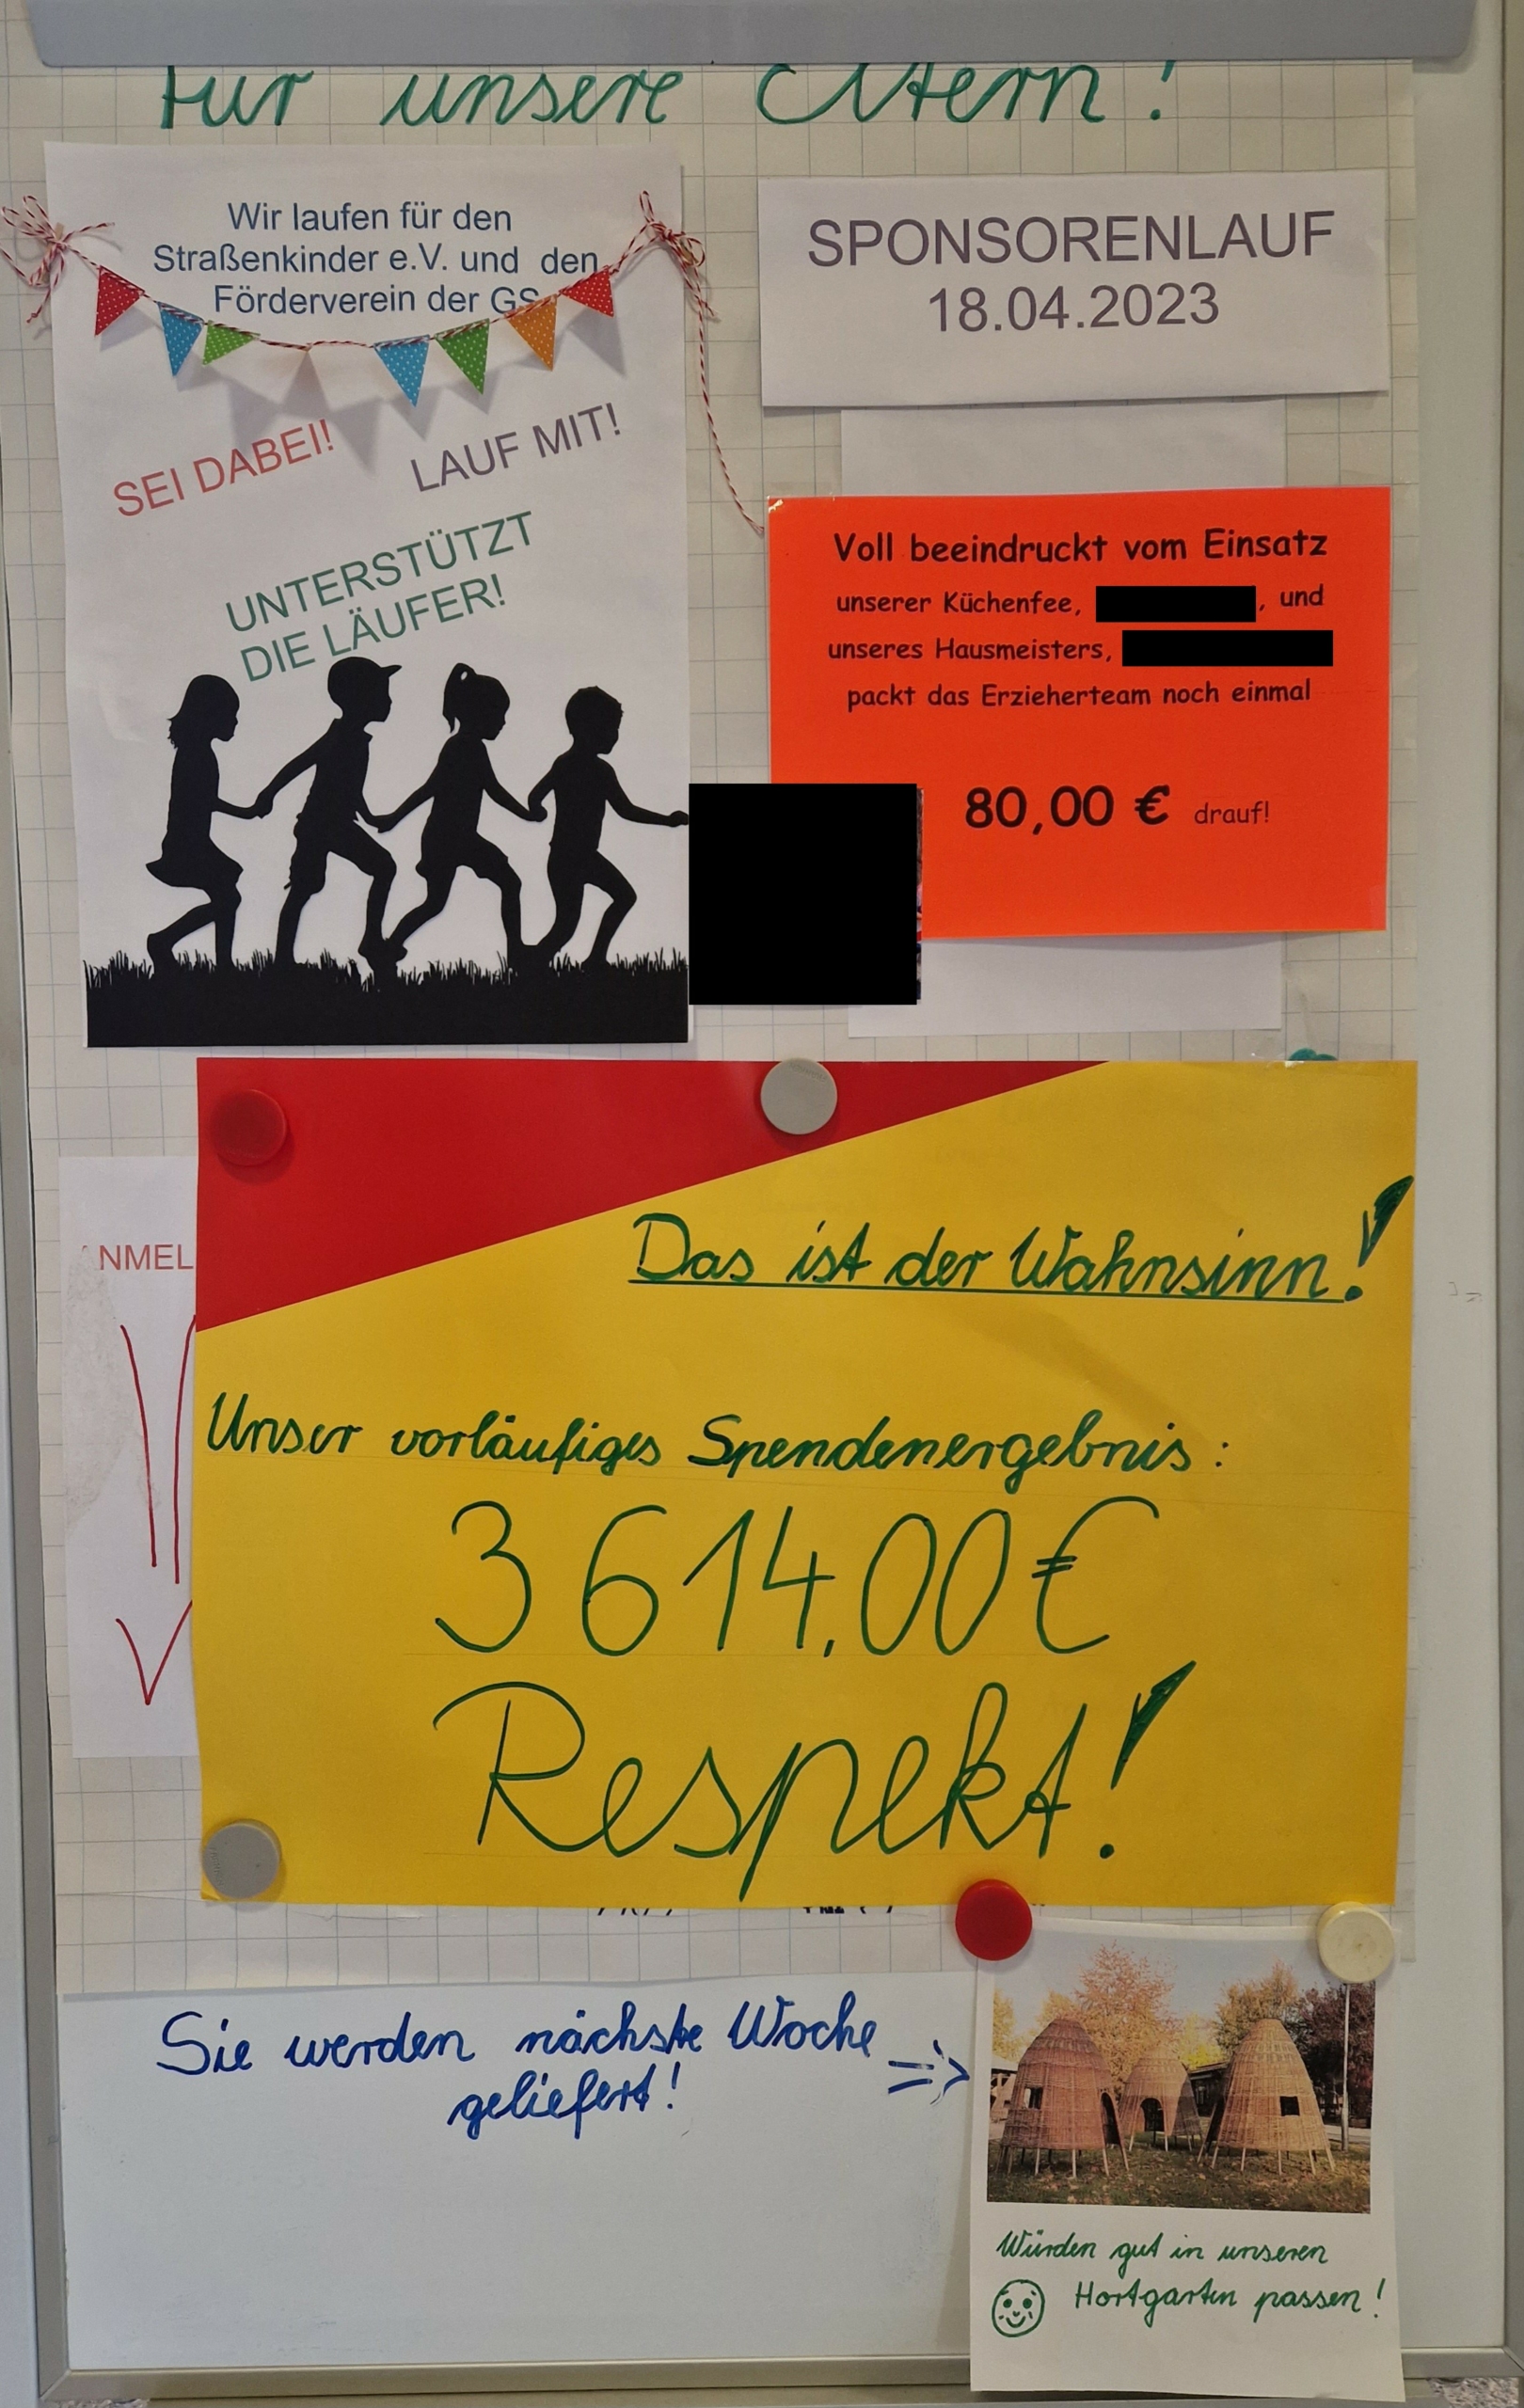 Für unsere Eltern!
Wir laufen für den
Straßenkinder e.V. und den
Förderverein der GS
SEI DABEI!
LAUF MIT!
UNTERSTÜTZT
DIE LÄUFER!
SPONSORENLAUF
18.04.2023
Voll beeindruckt vom Einsatz
unserer Küchenfee, , und
unseres Hausmeisters,
packt das Erzieherteam noch einmal
80,00 € drauf!
NMEL
Das ist der Wahnsinn!
Unser vorläufiges Spendenergebnis:
3614,00€
Respekt!
Sie werden nächste Woche
geliefert!
Würden gut in unseren
Hortgarten passen!